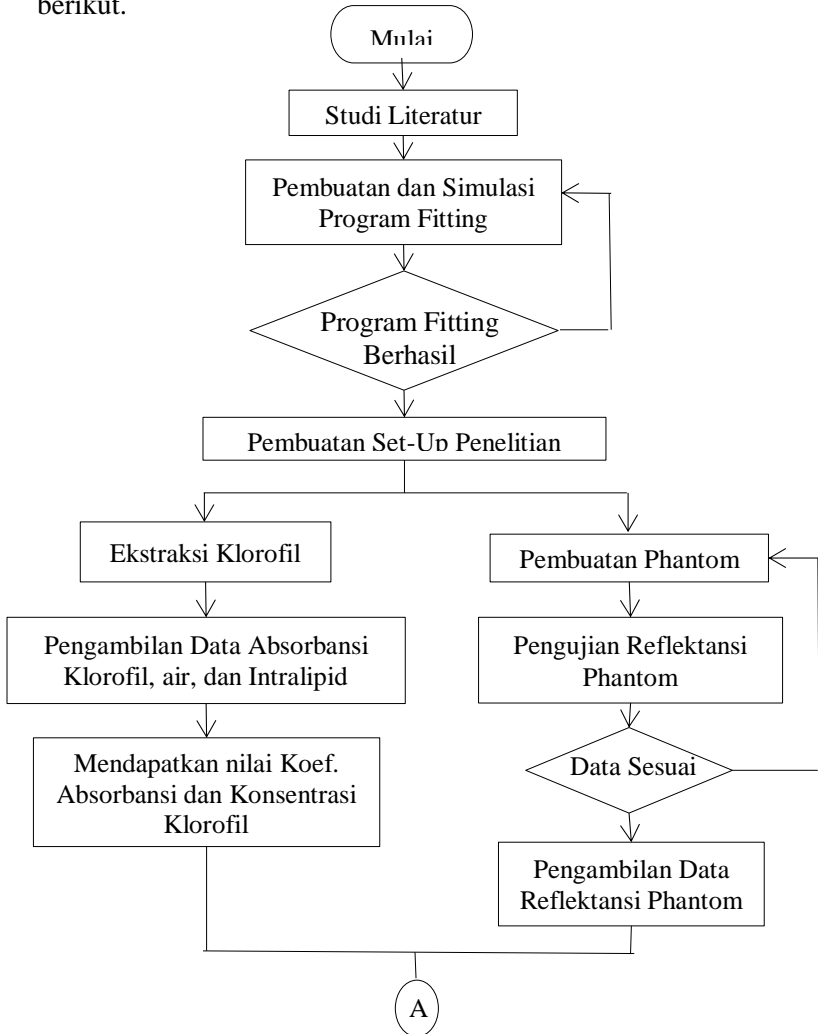 berikut.
Mulai
Studi Literatur
Pembuatan dan Simulasi
Program Fitting
Program Fitting
Berhasil
Pembuatan Set-Up Penelitian
Ekstraksi Klorofil
Pengambilan Data Absorbansi
Klorofil, air, dan Intralipid
Mendapatkan nilai Koef.
Absorbansi dan Konsentrasi
Klorofil
Pembuatan Phantom
Pengujian Reflektansi
Phantom
Data Sesuai
Pengambilan Data
Reflektansi Phantom
A